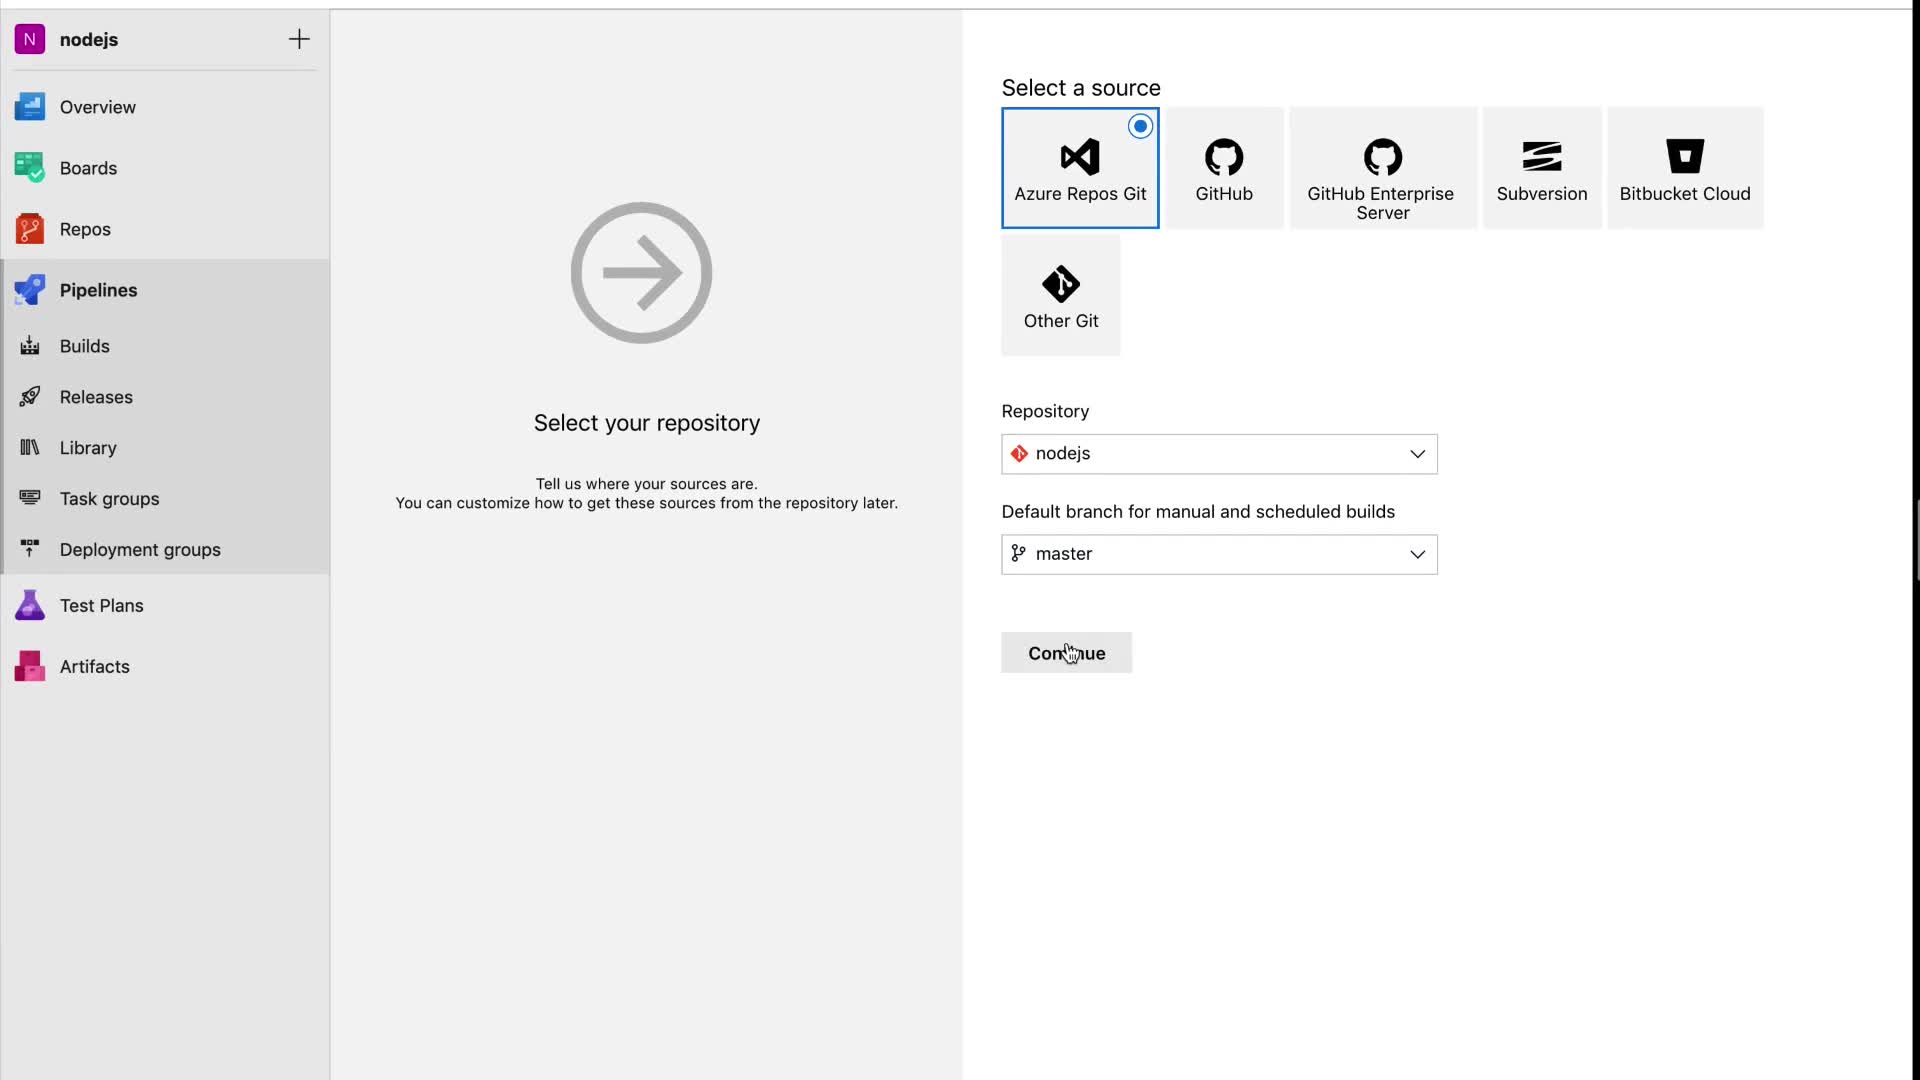 N nodejs
Overview
Boards
Repos
Pipelines
Builds
Releases
Library
Task groups
Deployment groups
Test Plans
Artifacts
Select your repository
Tell us where your sources are.
You can customize how to get these sources from the repository later.
Select a source
Azure Repos Git
GitHub
GitHub Enterprise
Server
Subversion
Bitbucket Cloud
Other Git
Repository
nodejs
Default branch for manual and scheduled builds
master
Continue